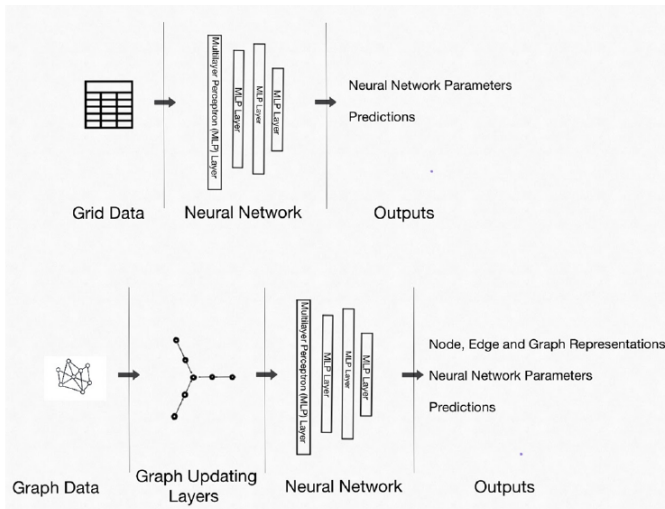 Multilayer Perceptron (MLP) Layer
MLP Layer
MLP Layer
MLP Layer
Neural Network Parameters
Predictions
Grid Data
Neural Network
Outputs
Multilayer Perceptron (MLP) Layer
MLP Layer
MLP Layer
MLP Layer
Node, Edge and Graph Representations
Neural Network Parameters
Predictions
Graph Data
Graph Updating
Layers
Neural Network
Outputs